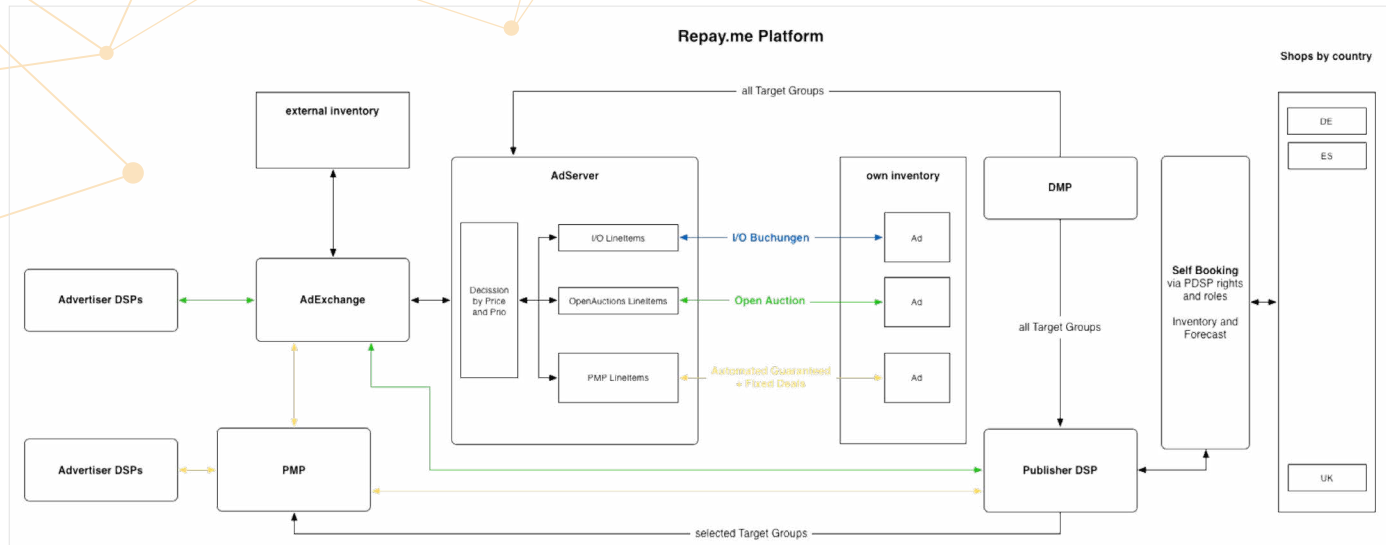 Repay.me Platform
Shops by country
all Target Groups
external inventory
DE
ES
AdServer
own inventory
DMP
I/O LineItems
I/O Buchungen
Ad
Advertiser DSPs
AdExchange
Decission
by Price
and Prio
OpenAuctions LineItems
Open Auction
Ad
Self Booking
via PDSP rights
and roles
Inventory and
Forecast
all Target Groups
PMP LineItems
Automated Guaranteed
+ Fixed Deals
Ad
Advertiser DSPs
PMP
Publisher DSP
UK
selected Target Groups